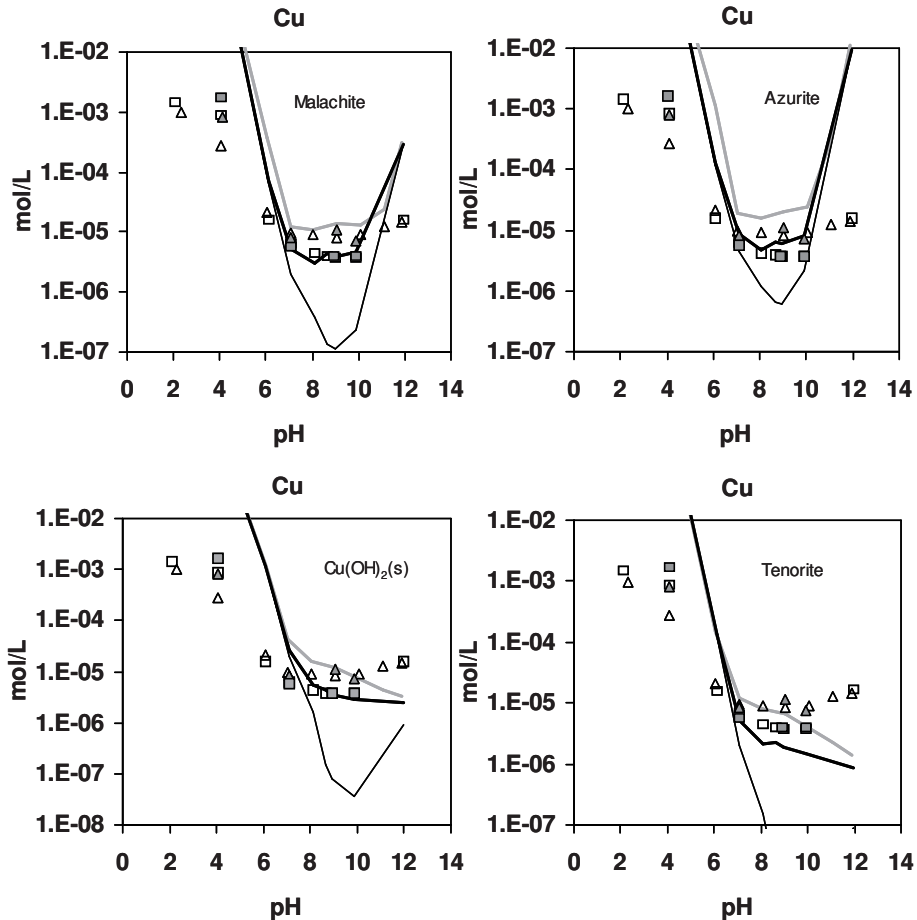 Cu
1.E-02
1.E-03
1.E-04
1.E-05
1.E-06
1.E-07
mol/L
Malachite
0 2 4 6 8 10 12 14
pH
Cu
1.E-02
1.E-03
1.E-04
1.E-05
1.E-06
1.E-07
mol/L
Azurite
0 2 4 6 8 10 12 14
pH
Cu
1.E-02
1.E-03
1.E-04
1.E-05
1.E-06
1.E-07
1.E-08
mol/L
Cu(OH)₂(s)
0 2 4 6 8 10 12 14
pH
Cu
1.E-02
1.E-03
1.E-04
1.E-05
1.E-06
1.E-07
mol/L
Tenorite
0 2 4 6 8 10 12 14
pH